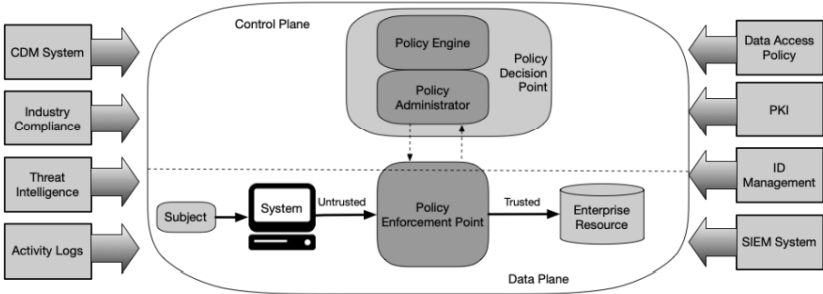 Control Plane
CDM System
Industry
Compliance
Threat
Intelligence
Activity Logs
Policy Engine
Policy
Administrator
Policy
Decision
Point
Subject
System
Untrusted
Policy
Enforcement Point
Trusted
Enterprise
Resource
Data Plane
Data Access
Policy
PKI
ID
Management
SIEM System